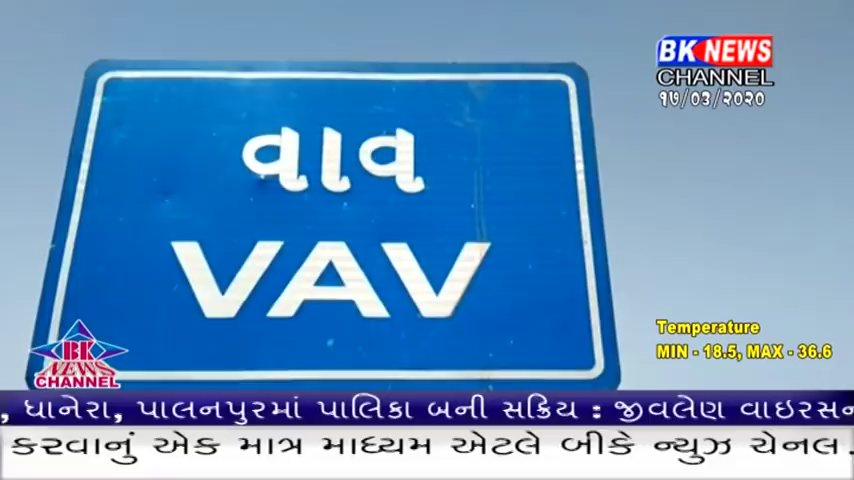 BK NEWS
CHANNEL
૧૭/૦૩/૨૦૨૦
વાવ
VAV
Temperature
MIN - 18.5, MAX - 36.6
BK
NEWS
CHANNEL
, ધાનેરા, પાલનપુરમાં પાલિકા બની સક્રિય : જીવલેણ વાઇરસન
કરવાનું એક માત્ર માધ્યમ એટલે બીકે ન્યુઝ ચેનલ.